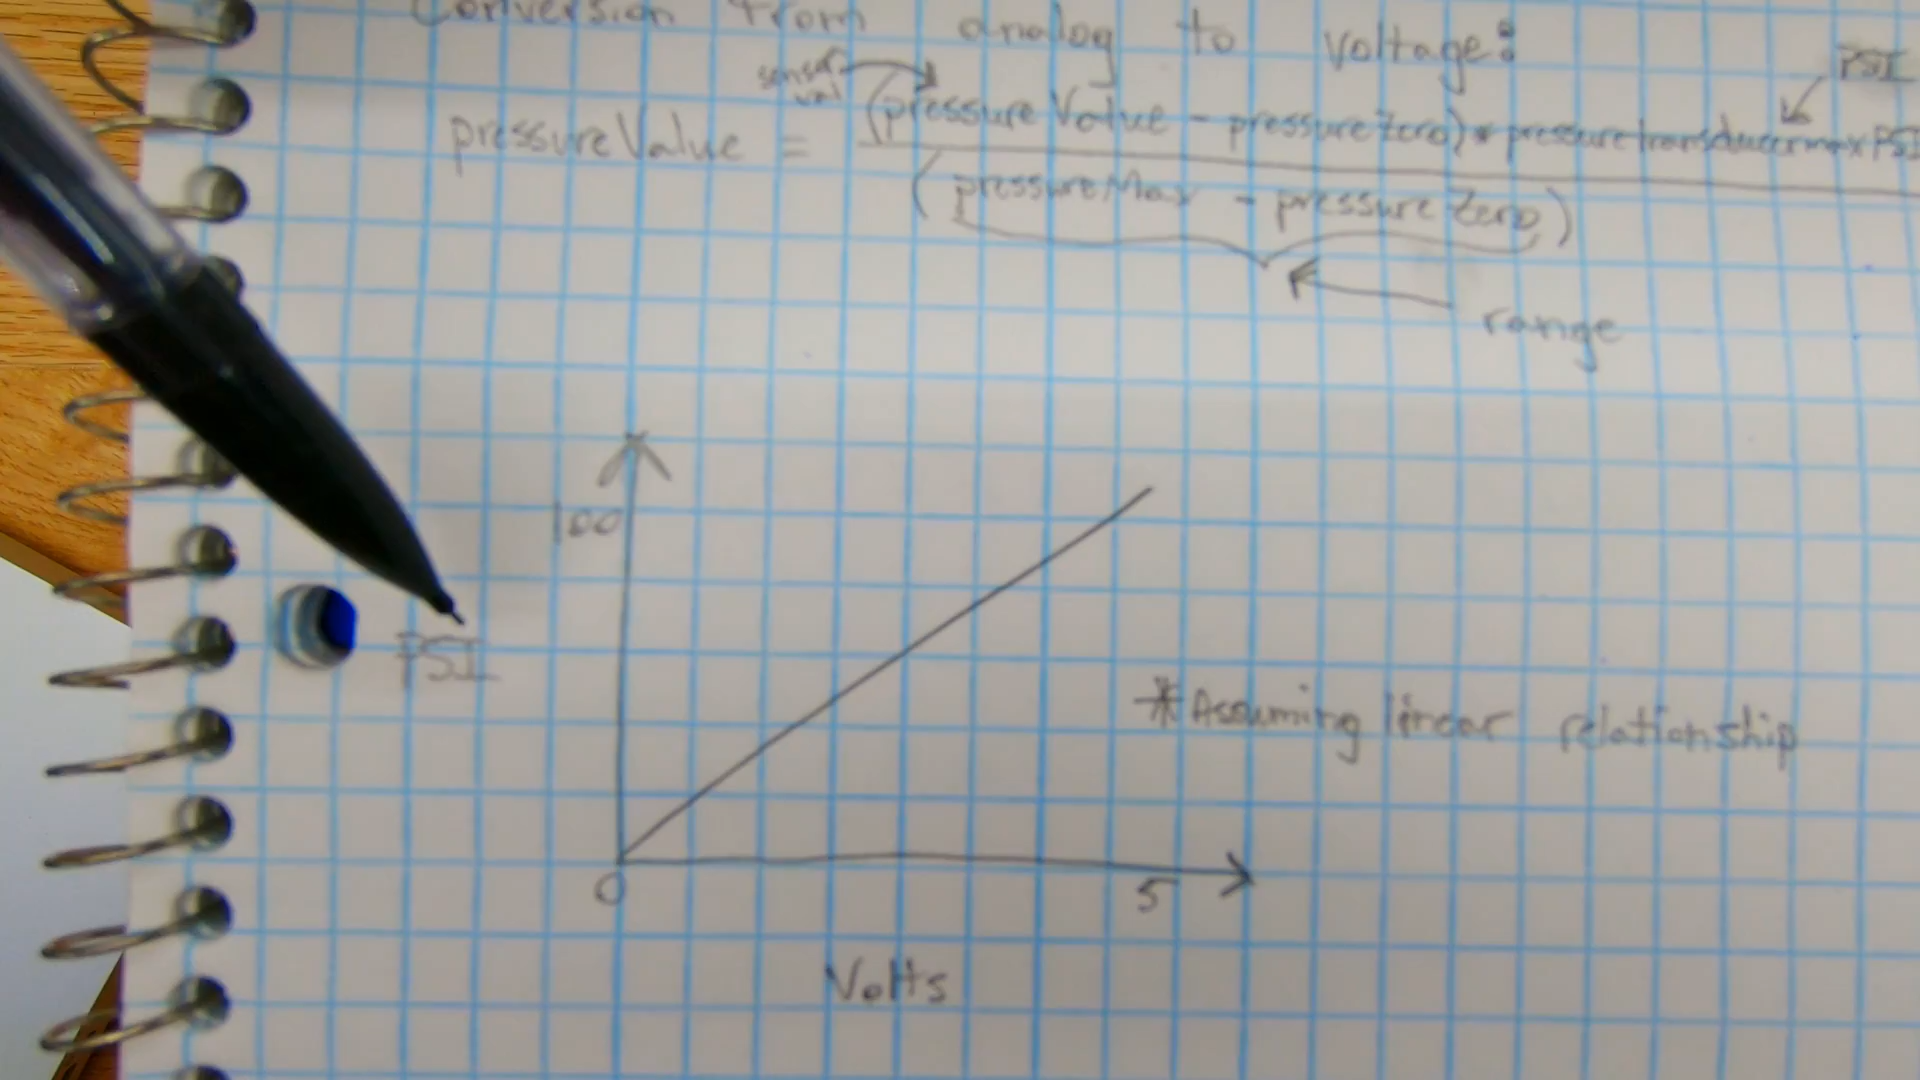 Conversion from analog to voltage:
PSI
sensor
val
pressureValue = (pressureValue - pressureZero) * pressuretransducermaxPSI
(pressureMax - pressureZero)
range
100
PSI
*Assuming linear relationship
0 5
Volts